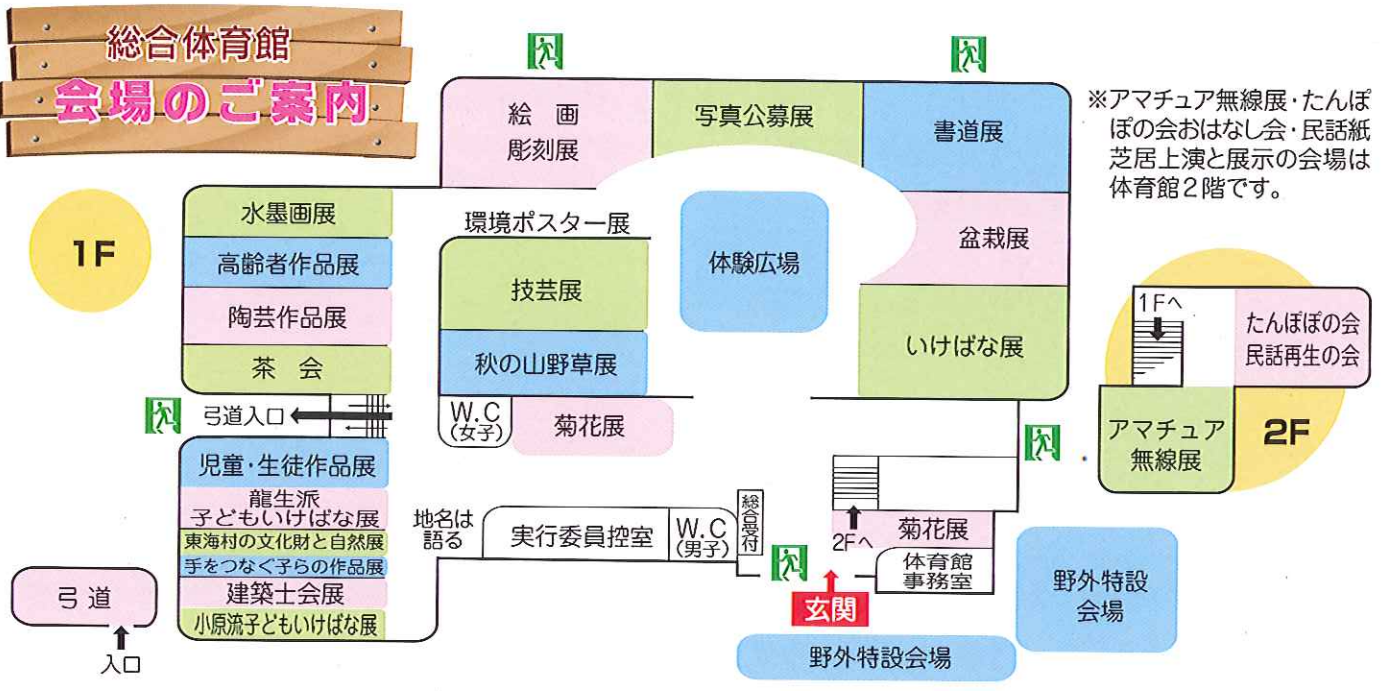 総合体育館
会場のご案内
※アマチュア無線展・たんぽ
ぽの会おはなし会・民話紙
芝居上演と展示の会場は
体育館2階です。
1F
絵 画
彫刻展
写真公募展
書道展
水墨画展
高齢者作品展
陶芸作品展
茶 会
環境ポスター展
技芸展
秋の山野草展
体験広場
盆栽展
いけばな展
弓道入口
W.C
(女子)
菊花展
児童・生徒作品展
龍生派
子どもいけばな展
東海村の文化財と自然展
手をつなぐ子らの作品展
建築士会展
小原流子どもいけばな展
弓 道
入口
地名は
語る
実行委員控室
W.C
(男子)
総合受付
2Fへ
菊花展
体育館
事務室
玄関
野外特設会場
野外特設
会場
1Fへ
たんぽぽの会
民話再生の会
アマチュア
無線展
2F